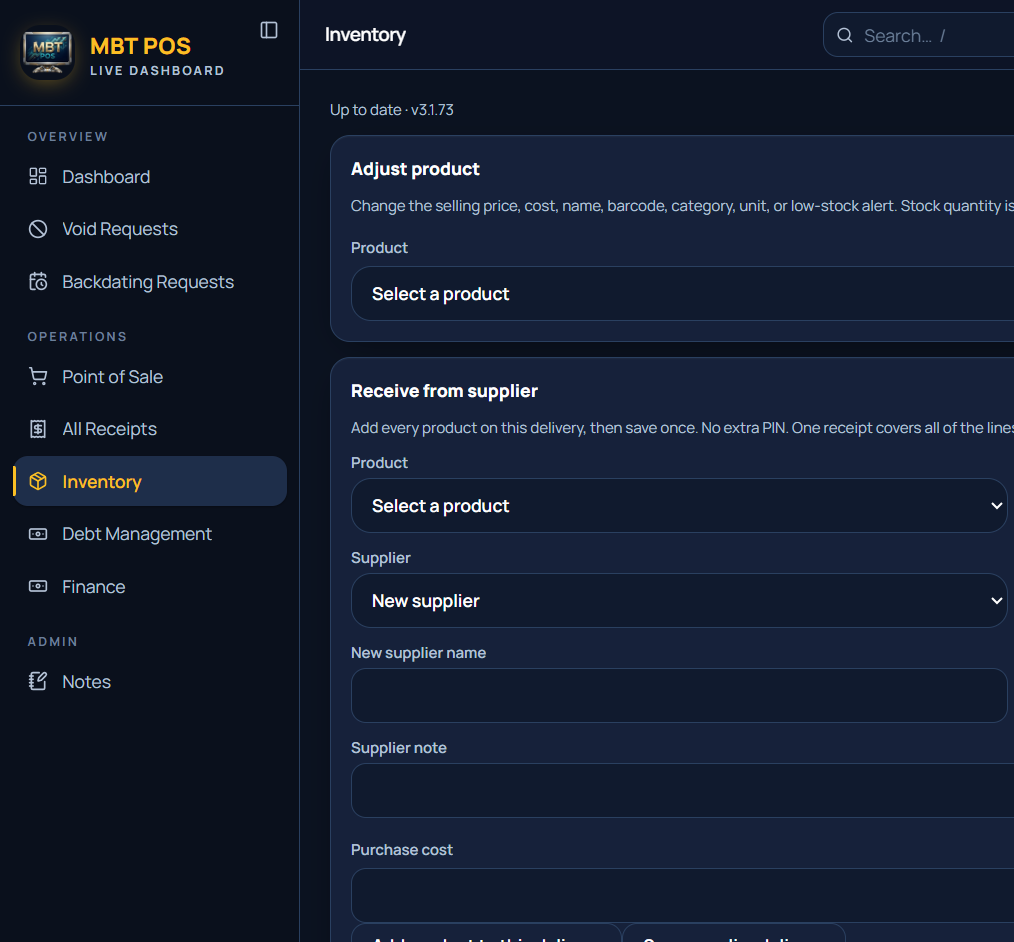 MBT
POS
MBT POS
LIVE DASHBOARD
OVERVIEW
Dashboard
Void Requests
Backdating Requests
OPERATIONS
Point of Sale
All Receipts
Inventory
Debt Management
Finance
ADMIN
Notes
Inventory
Search... /
Up to date · v3.1.73
Adjust product
Change the selling price, cost, name, barcode, category, unit, or low-stock alert. Stock quantity is
Product
Select a product
Receive from supplier
Add every product on this delivery, then save once. No extra PIN. One receipt covers all of the lines
Product
Select a product
Supplier
New supplier
New supplier name
Supplier note
Purchase cost